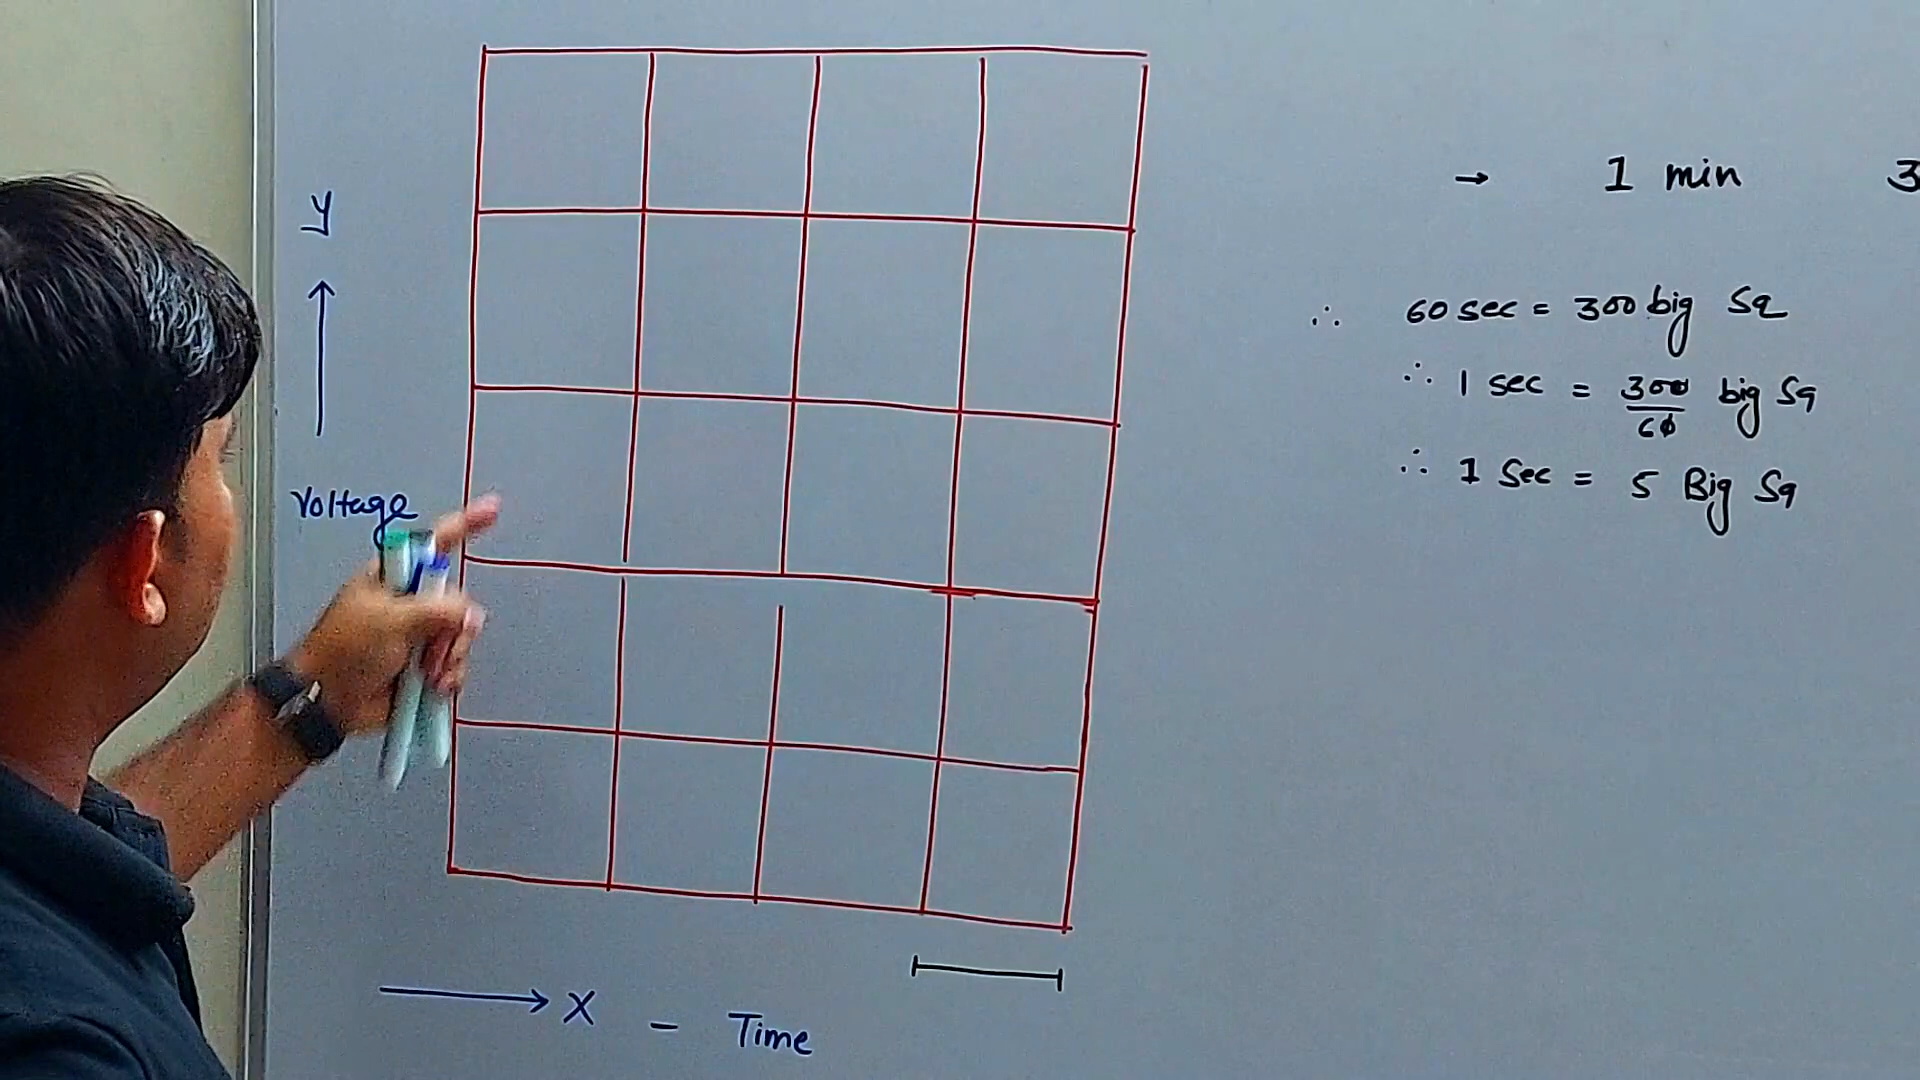 y
Voltage
X - Time
→ 1 min 3
∴ 60 sec = 300 big Sq
∴ 1 sec = 300/60 big Sq
∴ 1 Sec = 5 Big Sq